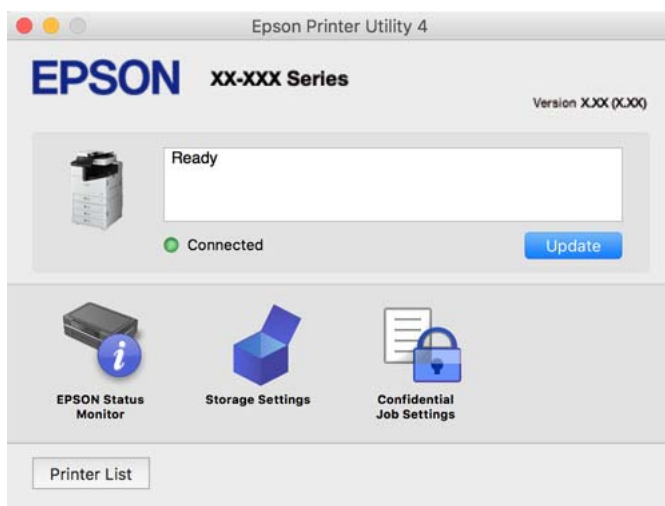 Epson Printer Utility 4
EPSON
XX-XXX Series
Version X.XX (X.XX)
Ready
Connected
Update
EPSON Status
Monitor
Storage Settings
Confidential
Job Settings
Printer List